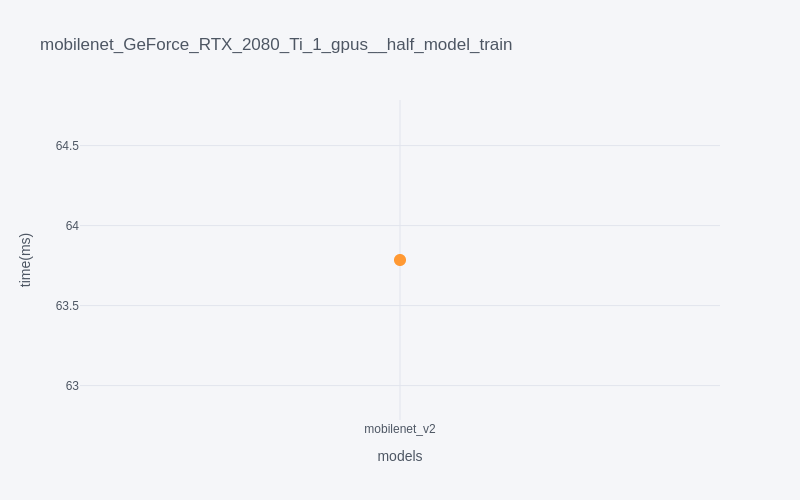 mobilenet_GeForce_RTX_2080_Ti_1_gpus__half_model_train
64.5
64
63.5
63
time(ms)
mobilenet_v2
models